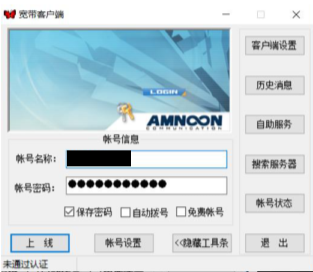 宽带客户端
客户端设置
LOGIN
历史消息
AMNOON
COMMUNICATION
自助服务
帐号信息
帐号名称：
搜索服务器
帐号密码：
●●●●●●●●●●●
保存密码 自动拨号 免费帐号
帐号状态
上 线 帐号设置 <<隐藏工具条 退 出
未通过认证